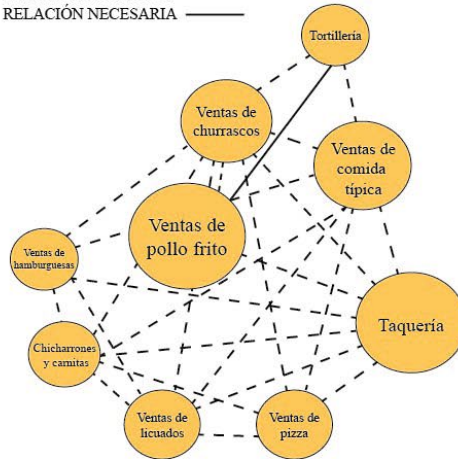 RELACIÓN NECESARIA
Tortillería
Ventas de
churrascos
Ventas de
comida
típica
Ventas de
pollo frito
Ventas de
hamburguesas
Taquería
Chicharrones
y carnitas
Ventas de
licuados
Ventas de
pizza